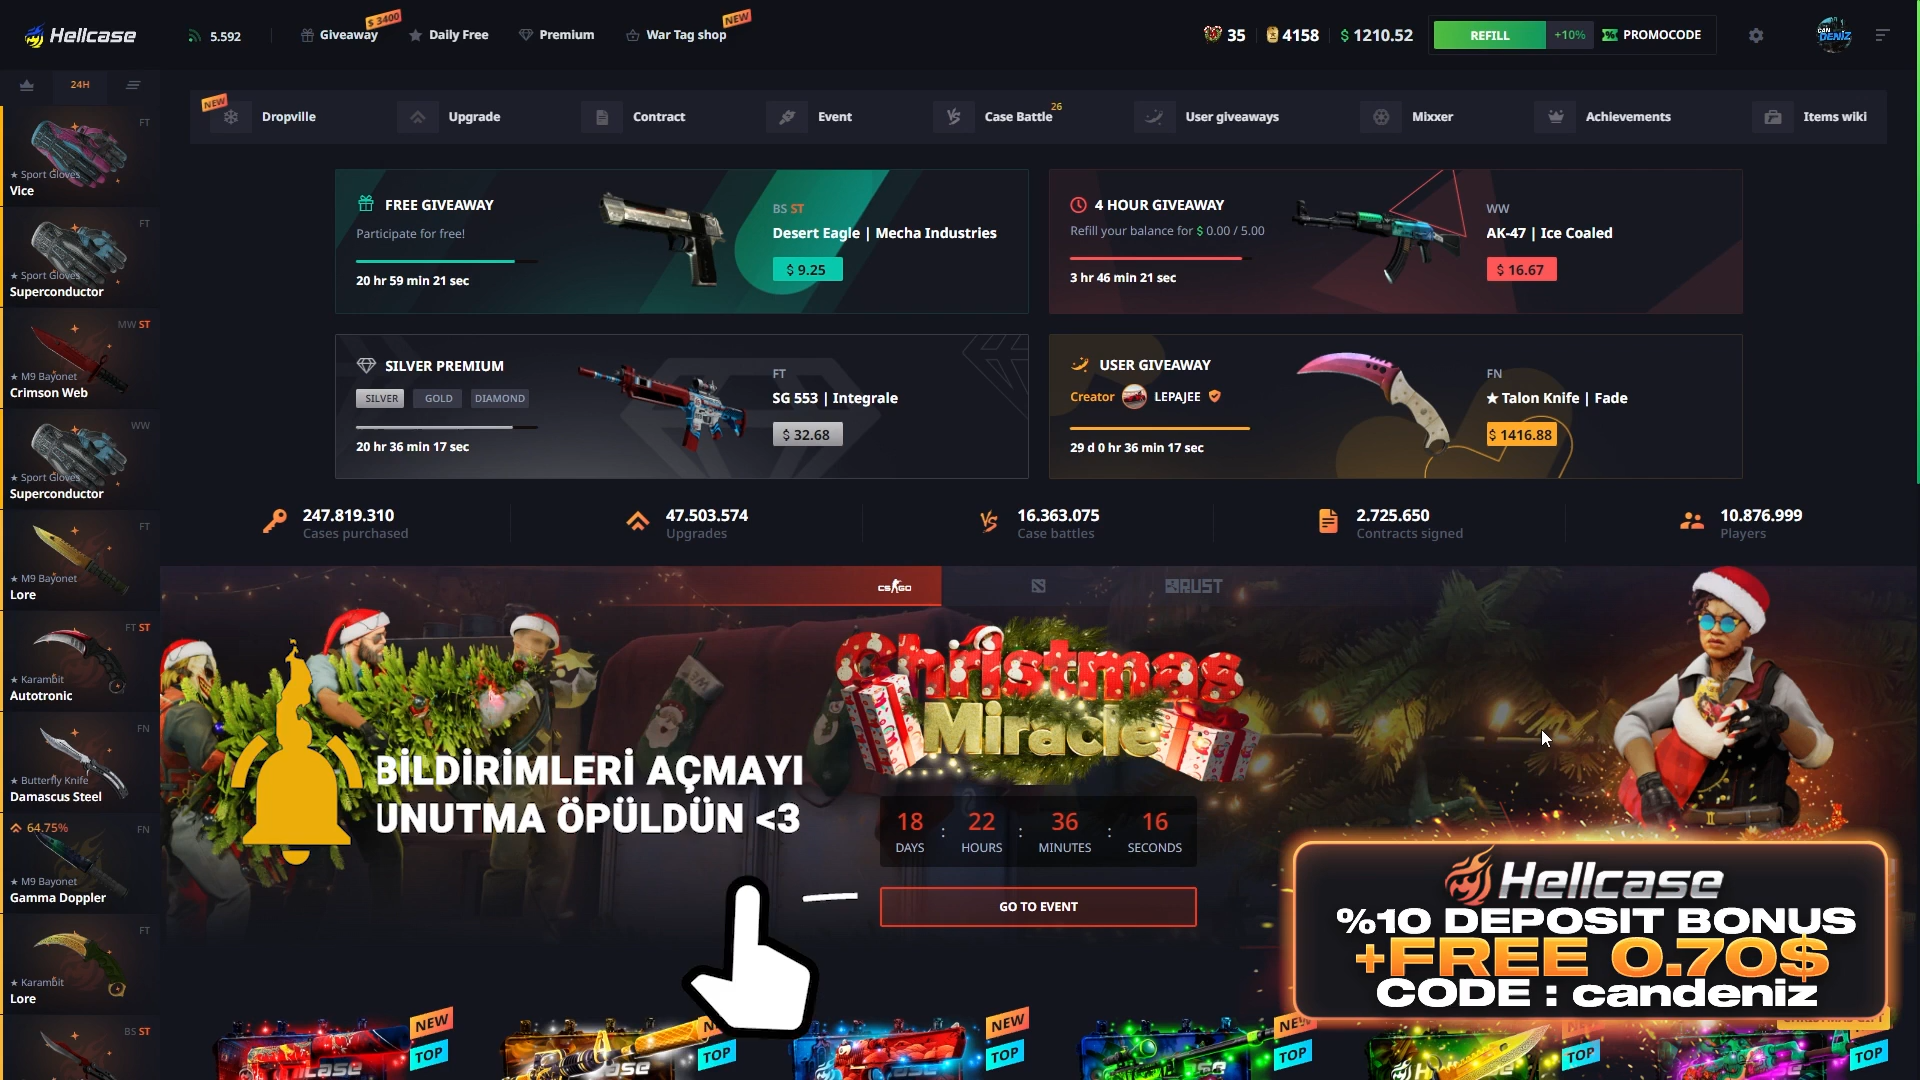 Hellcase
5.592
Giveaway
$ 3400
Daily Free
Premium
War Tag shop
NEW
35
4158
$ 1210.52
REFILL
+10%
PROMOCODE
24H
NEW
Dropville
Upgrade
Contract
Event
Case Battle
26
User giveaways
Mixxer
Achievements
Items wiki
FT
★ Sport Gloves
Vice
FT
★ Sport Gloves
Superconductor
MW ST
★ M9 Bayonet
Crimson Web
WW
★ Sport Gloves
Superconductor
FT
★ M9 Bayonet
Lore
FT ST
★ Karambit
Autotronic
FN
★ Butterfly Knife
Damascus Steel
64.75%
FN
★ M9 Bayonet
Gamma Doppler
FT
★ Karambit
Lore
BS ST
FREE GIVEAWAY
Participate for free!
20 hr 59 min 21 sec
BS ST
Desert Eagle | Mecha Industries
$ 9.25
4 HOUR GIVEAWAY
Refill your balance for $ 0.00 / 5.00
3 hr 46 min 21 sec
WW
AK-47 | Ice Coaled
$ 16.67
SILVER PREMIUM
SILVER
GOLD
DIAMOND
20 hr 36 min 17 sec
FT
SG 553 | Integrale
$ 32.68
USER GIVEAWAY
Creator
LEPAJEE
29 d 0 hr 36 min 17 sec
FN
★ Talon Knife | Fade
$ 1416.88
247.819.310
Cases purchased
47.503.574
Upgrades
VS
16.363.075
Case battles
2.725.650
Contracts signed
10.876.999
Players
CS GO
RUST
Christmas
Miracle
BİLDİRİMLERİ AÇMAYI
UNUTMA ÖPÜLDÜN <3
18 : 22 : 36 : 16
DAYS HOURS MINUTES SECONDS
GO TO EVENT
Hellcase
%10 DEPOSIT BONUS
+FREE 0.70$
CODE : candeniz
NEW
TOP
TOP
NEW
TOP
NEW
TOP
TOP
TOP